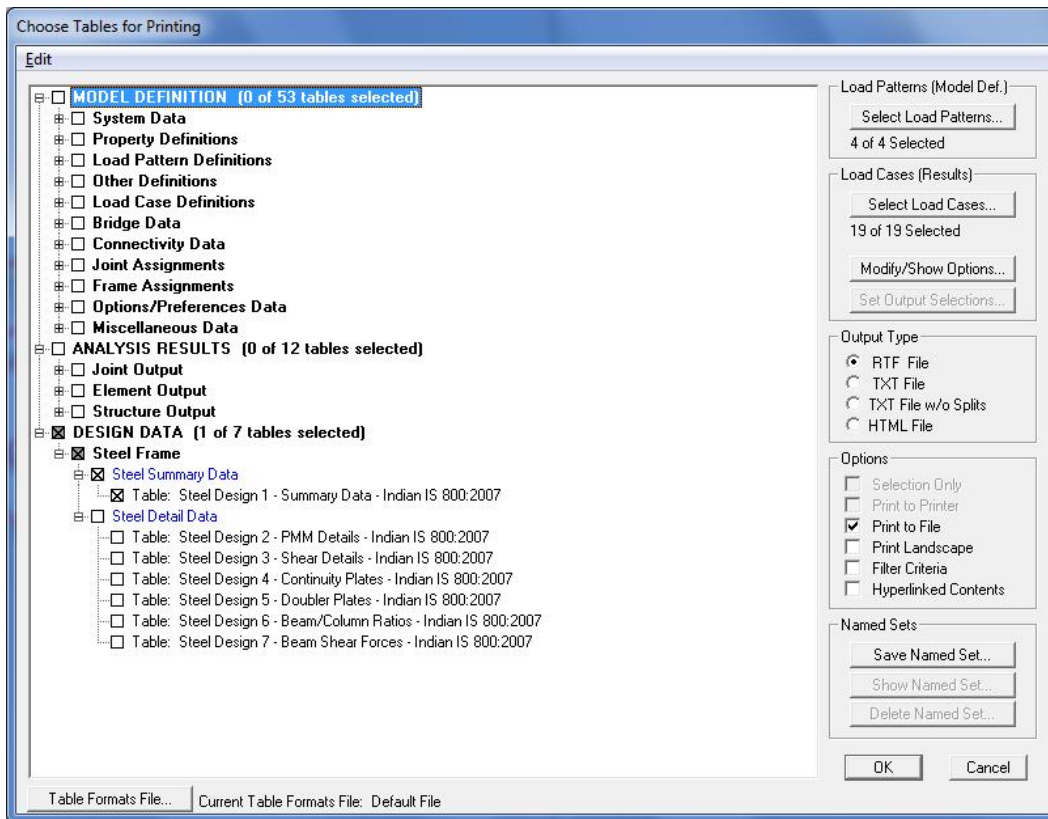 Choose Tables for Printing
Edit
MODEL DEFINITION (0 of 53 tables selected)
System Data
Property Definitions
Load Pattern Definitions
Other Definitions
Load Case Definitions
Bridge Data
Connectivity Data
Joint Assignments
Frame Assignments
Options/Preferences Data
Miscellaneous Data
ANALYSIS RESULTS (0 of 12 tables selected)
Joint Output
Element Output
Structure Output
DESIGN DATA (1 of 7 tables selected)
Steel Frame
Steel Summary Data
Table: Steel Design 1 - Summary Data - Indian IS 800:2007
Steel Detail Data
Table: Steel Design 2 - PMM Details - Indian IS 800:2007
Table: Steel Design 3 - Shear Details - Indian IS 800:2007
Table: Steel Design 4 - Continuity Plates - Indian IS 800:2007
Table: Steel Design 5 - Doubler Plates - Indian IS 800:2007
Table: Steel Design 6 - Beam/Column Ratios - Indian IS 800:2007
Table: Steel Design 7 - Beam Shear Forces - Indian IS 800:2007
Load Patterns (Model Def.)
Select Load Patterns...
4 of 4 Selected
Load Cases (Results)
Select Load Cases...
19 of 19 Selected
Modify/Show Options...
Set Output Selections...
Output Type
RTF File
TXT File
TXT File w/o Splits
HTML File
Options
Selection Only
Print to Printer
Print to File
Print Landscape
Filter Criteria
Hyperlinked Contents
Named Sets
Save Named Set...
Show Named Set...
Delete Named Set...
OK
Cancel
Table Formats File...
Current Table Formats File: Default File